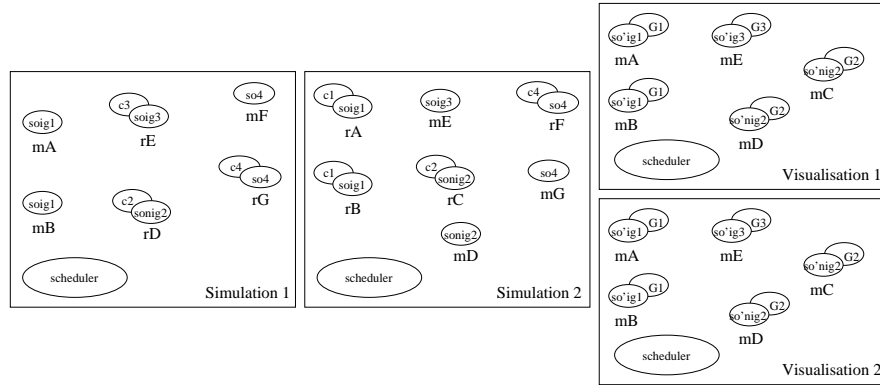 soig1
mA
c3
soig3
rE
so4
mF
soig1
mB
c2
sonig2
rD
c4
so4
rG
scheduler
Simulation 1
c1
soig1
rA
soig3
mE
c4
so4
rF
c1
soig1
rB
c2
sonig2
rC
so4
mG
sonig2
mD
scheduler
Simulation 2
so'ig1
G1
mA
so'ig3
G3
mE
so'nig2
G2
mC
so'ig1
G1
mB
so'nig2
G2
mD
scheduler
Visualisation 1
so'ig1
G1
mA
so'ig3
G3
mE
so'nig2
G2
mC
so'ig1
G1
mB
so'nig2
G2
mD
scheduler
Visualisation 2